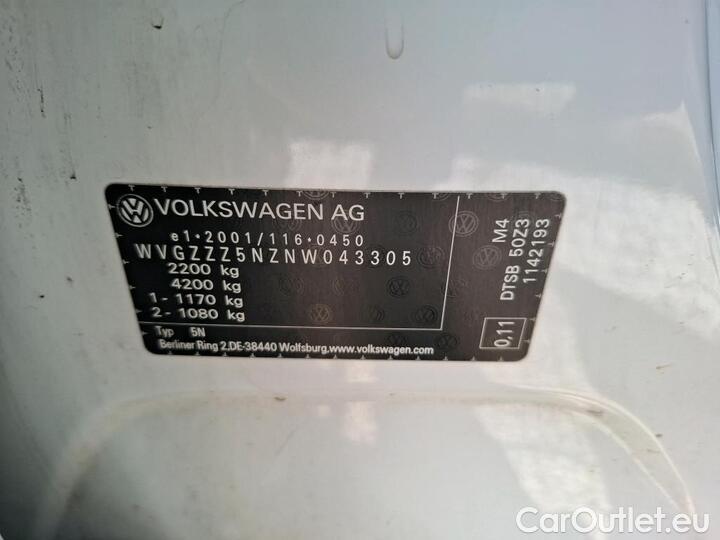 VOLKSWAGEN AG
e1*2001/116*0450
WVGZZZ5NZNW043305
2200 kg
4200 kg
1 - 1170 kg
2 - 1080 kg
Typ 5N
Berliner Ring 2,DE-38440 Wolfsburg,www.volkswagen.com
M4
DTSB 50Z3
1142193
0,11
CarOutlet.eu